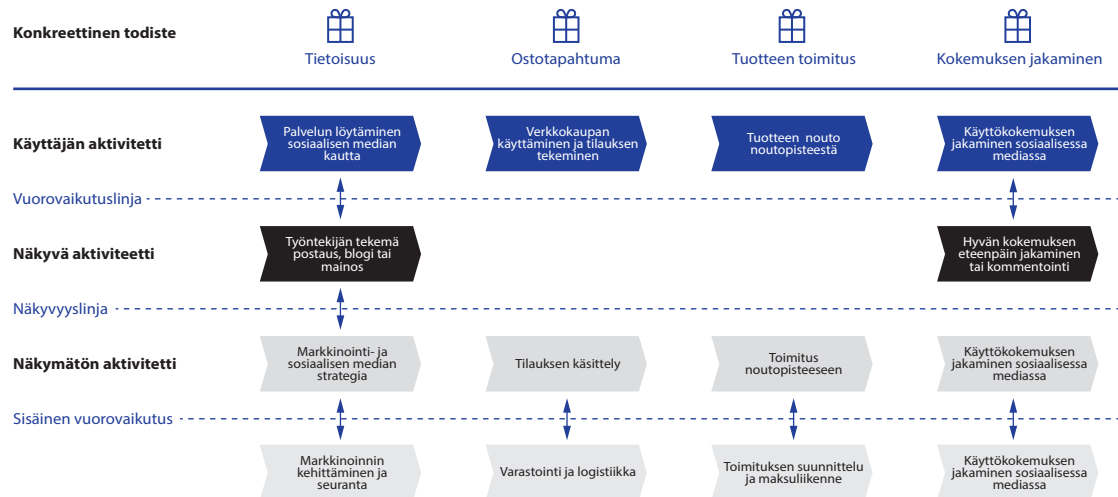 Konkreettinen todiste
Tietoisuus
Ostotapahtuma
Tuotteen toimitus
Kokemuksen jakaminen
Käyttäjän aktivitetti
Palvelun löytäminen
sosiaalisen median
kautta
Verkkokaupan
käyttäminen ja tilauksen
tekeminen
Tuotteen nouto
noutopisteestä
Käyttökokemuksen
jakaminen sosiaalisessa
mediassa
Vuorovaikutuslinja
Näkyvä aktiviteetti
Työntekijän tekemä
postaus, blogi tai
mainos
Hyvän kokemuksen
eteenpäin jakaminen
tai kommentointi
Näkyvyyslinja
Näkymätön aktivitetti
Markkinointi- ja
sosiaalisen median
strategia
Tilauksen käsittely
Toimitus
noutopisteeseen
Käyttökokemuksen
jakaminen sosiaalisessa
mediassa
Sisäinen vuorovaikutus
Markkinoinnin
kehittäminen ja
seuranta
Varastointi ja logistiikka
Toimituksen suunnittelu
ja maksuliikenne
Käyttökokemuksen
jakaminen sosiaalisessa
mediassa